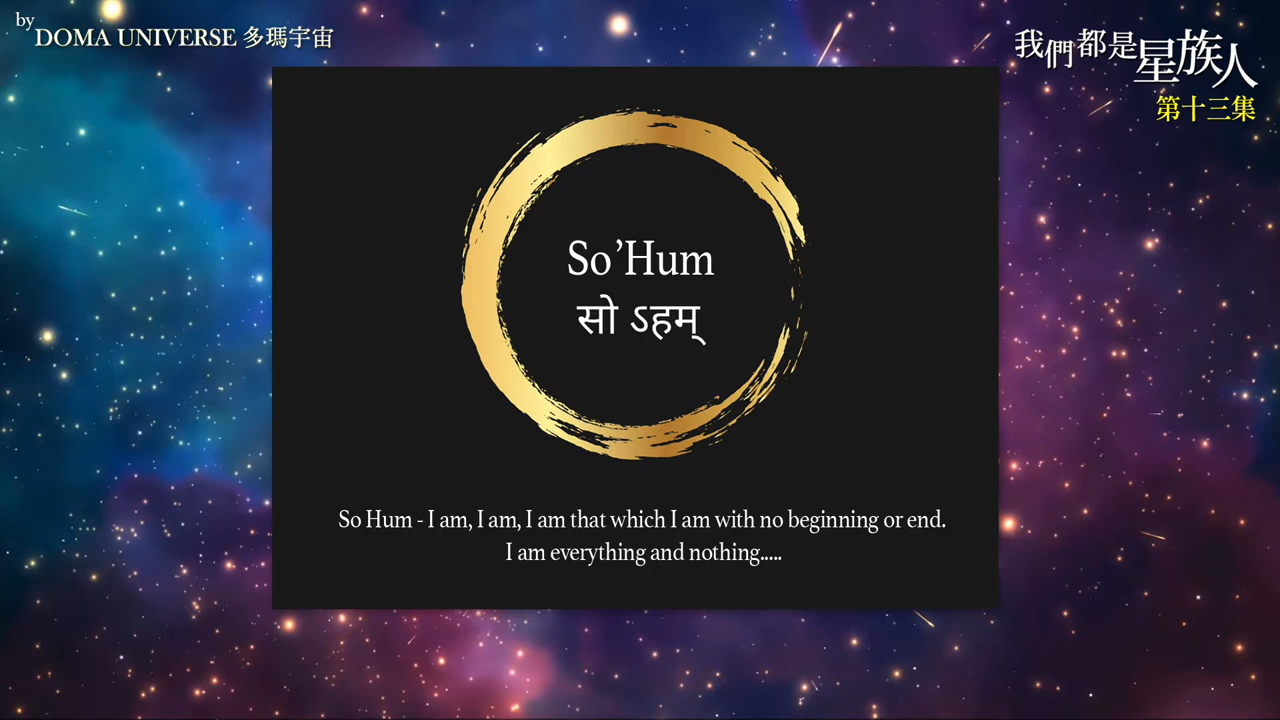 by
DOMA UNIVERSE 多瑪宇宙
我們都是星族人
第十三集
So’Hum
सो ऽहम्
So Hum - I am, I am, I am that which I am with no beginning or end.
I am everything and nothing.....